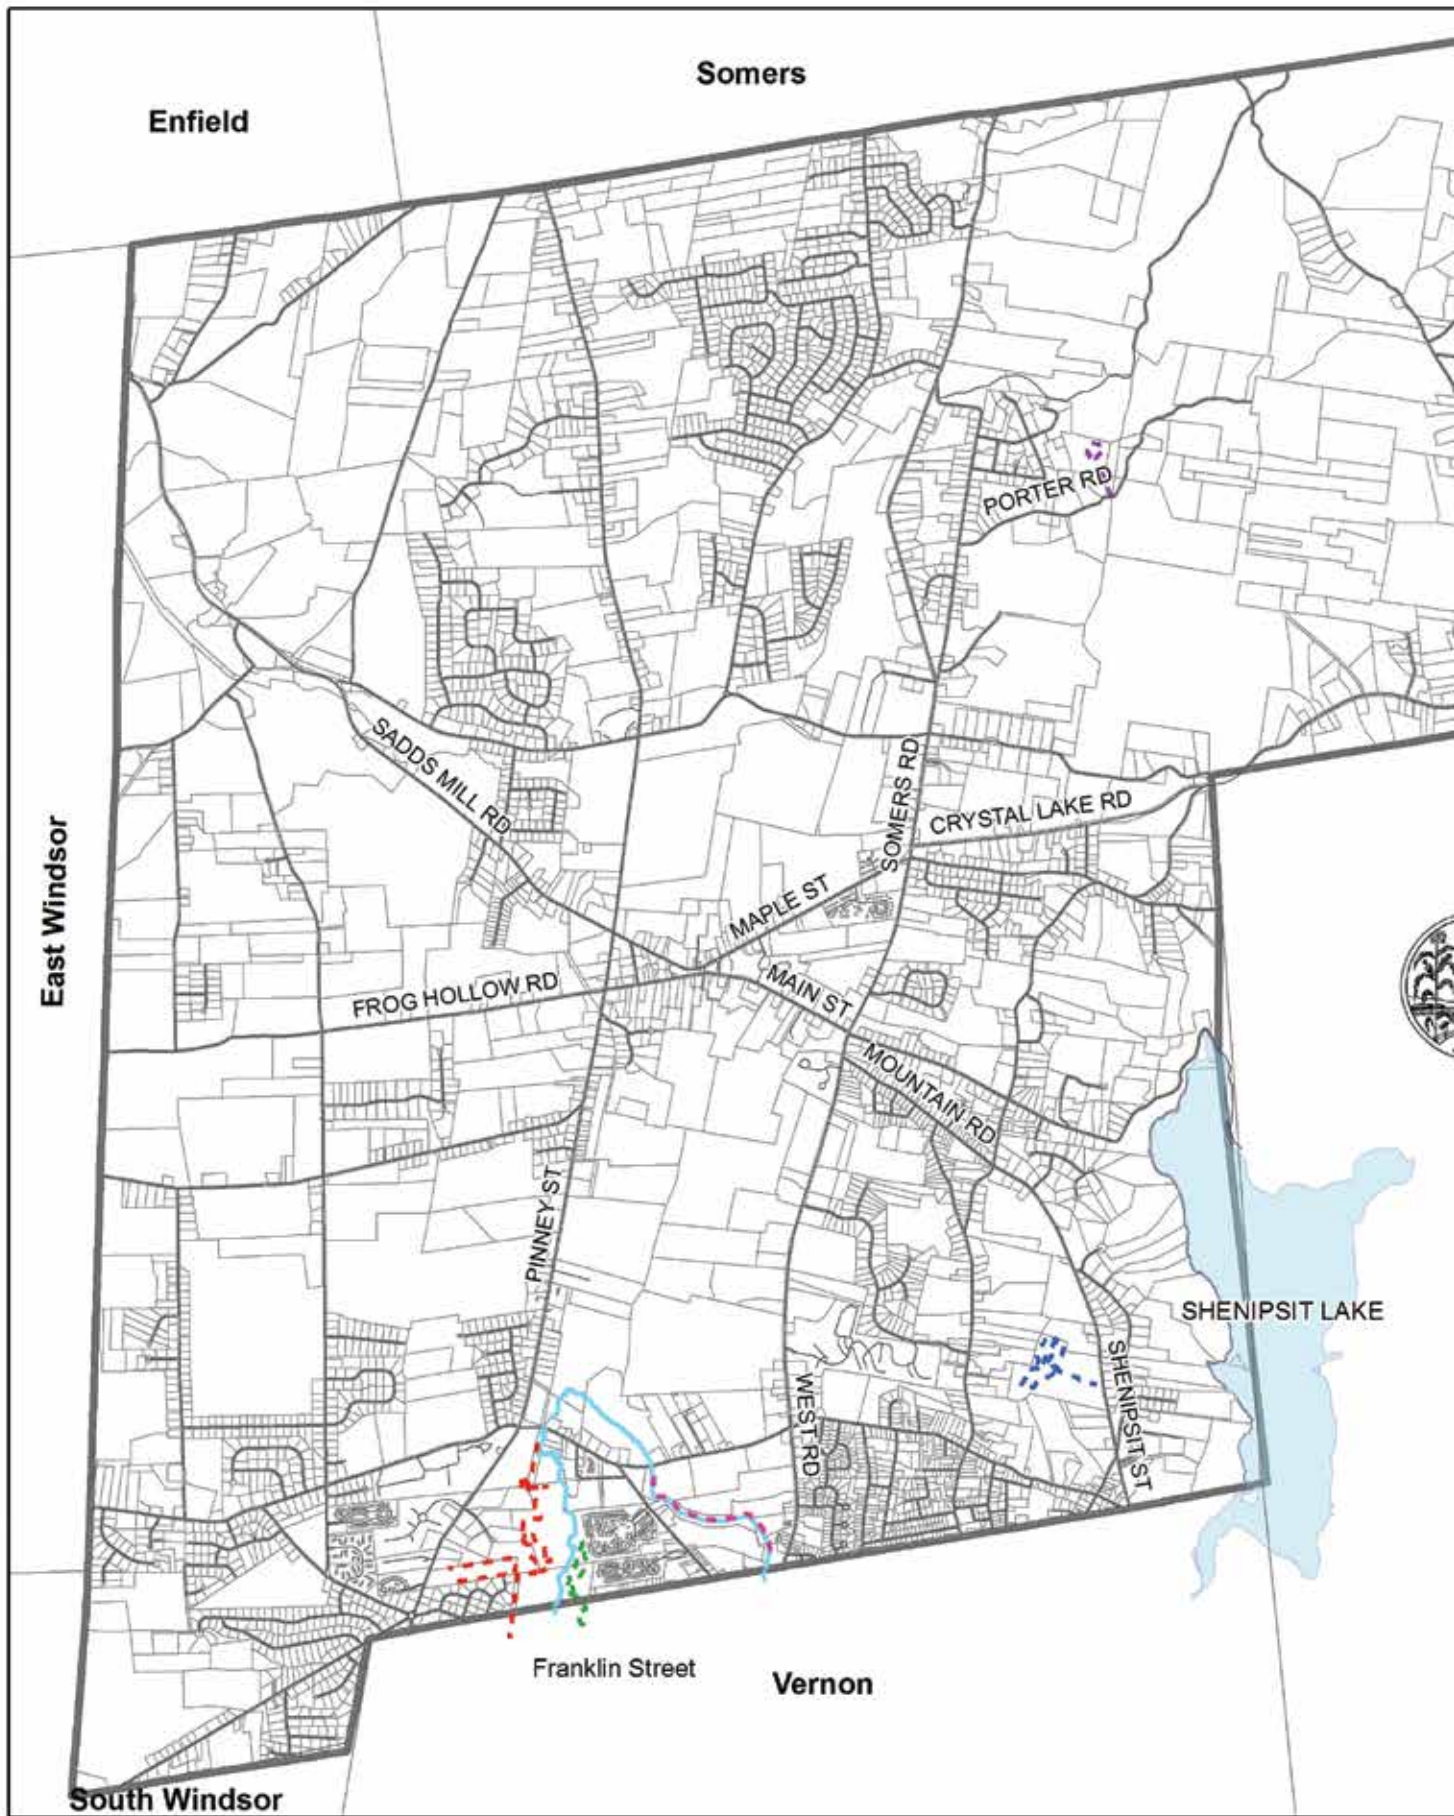 Somers
Enfield
PORTER RD
SADDS MILL RD
SOMERS RD
CRYSTAL LAKE RD
East Windsor
MAPLE ST
FROG HOLLOW RD
MAIN ST
MOUNTAIN RD
PINNEY ST
SHENIPSIT LAKE
WEST RD
SHENIPSIT ST
Franklin Street
Vernon
South Windsor